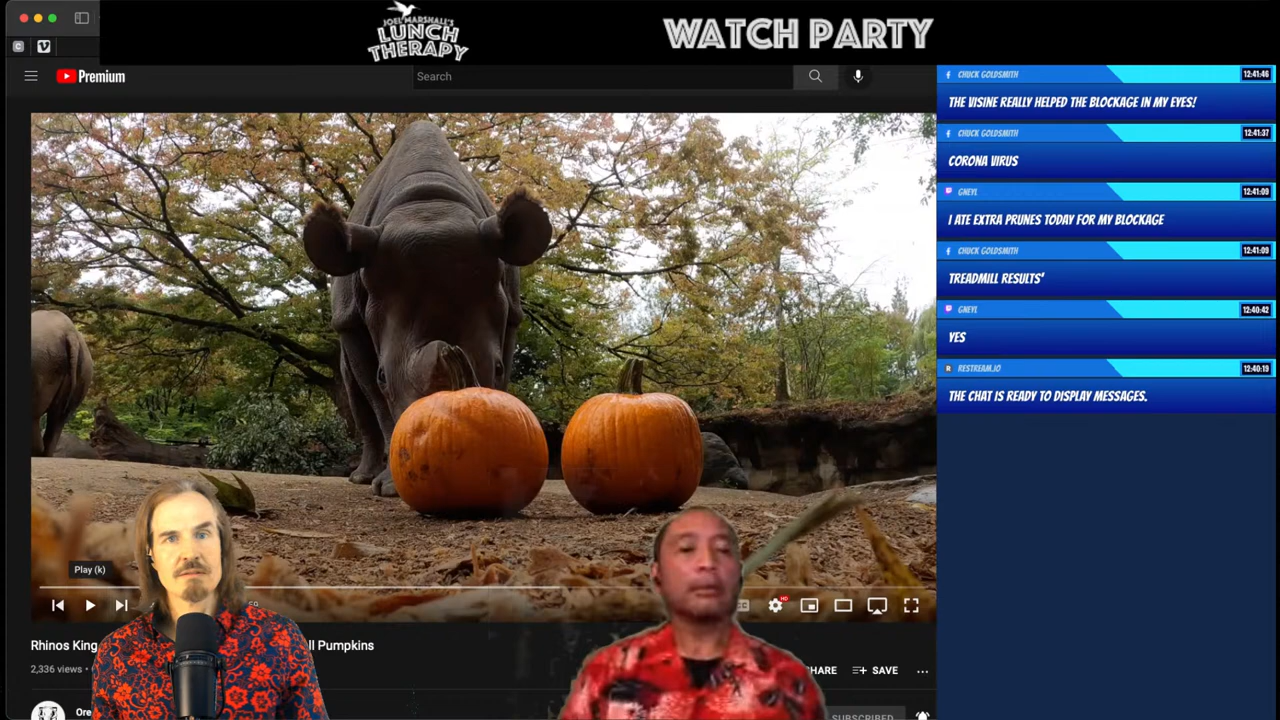 JOEL MARSHALL'S
LUNCH
THERAPY
WATCH PARTY
Premium
Search
CHUCK GOLDSMITH
12:41:46
THE VISINE REALLY HELPED THE BLOCKAGE IN MY EYES!
CHUCK GOLDSMITH
12:41:37
CORONA VIRUS
GNEYL
12:41:09
I ATE EXTRA PRUNES TODAY FOR MY BLOCKAGE
CHUCK GOLDSMITH
12:41:09
TREADMILL RESULTS'
GNEYL
12:40:42
YES
RESTREAM.IO
12:40:19
THE CHAT IS READY TO DISPLAY MESSAGES.
Play (k)
HD
Rhinos King ll Pumpkins
2,336 views •
HARE
SAVE
Ore
SUBSCRIBED